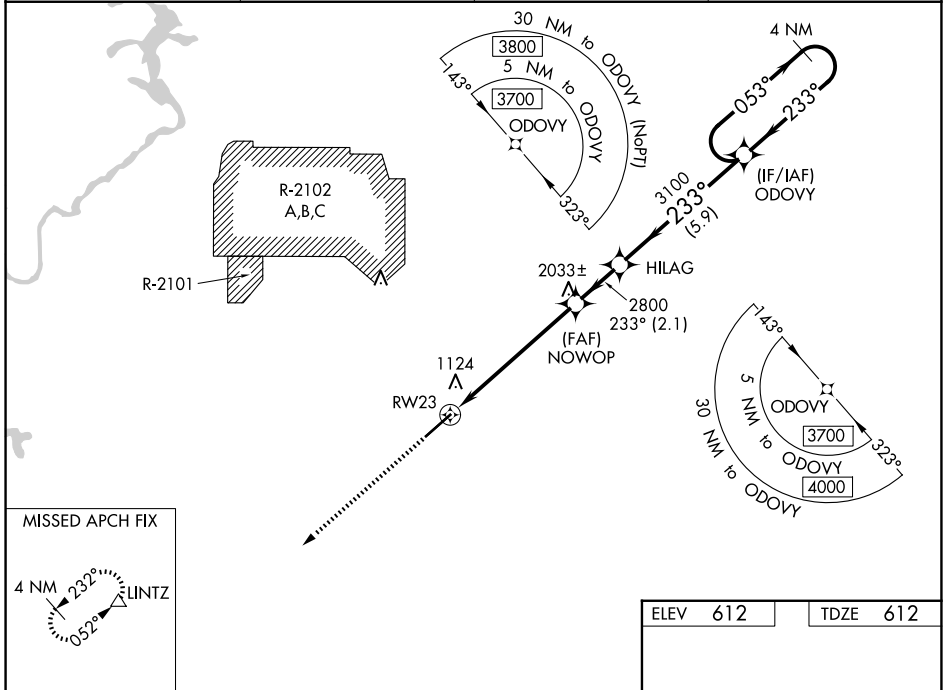 30 NM to ODOVY (NoPT)
3800
5 NM to ODOVY
3700
143°
ODOVY
323°
4 NM
053°
233°
(IF/IAF)
ODOVY
3100
233°
(5.9)
R-2102
A,B,C
R-2101
HILAG
2033±
2800
233° (2.1)
(FAF)
NOWOP
1124
RW23
143°
ODOVY
323°
5 NM to ODOVY
3700
30 NM to ODOVY
4000
MISSED APCH FIX
4 NM
232°
LINTZ
052°
ELEV 612
TDZE 612